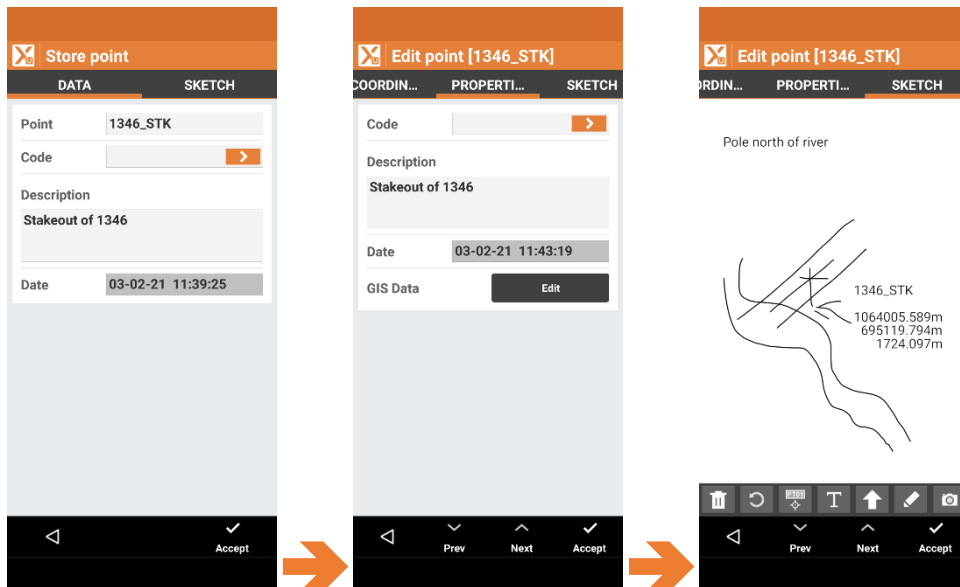 Store point
DATA
SKETCH
Point
1346_STK
Code
Description
Stakeout of 1346
Date
03-02-21 11:39:25
Accept
Edit point [1346_STK]
COORDIN...
PROPERTI...
SKETCH
Code
Description
Stakeout of 1346
Date
03-02-21 11:43:19
GIS Data
Edit
Prev
Next
Accept
Edit point [1346_STK]
ORDIN...
PROPERTI...
SKETCH
Pole north of river
1346_STK
1064005.589m
695119.794m
1724.097m
T
Prev
Next
Accept